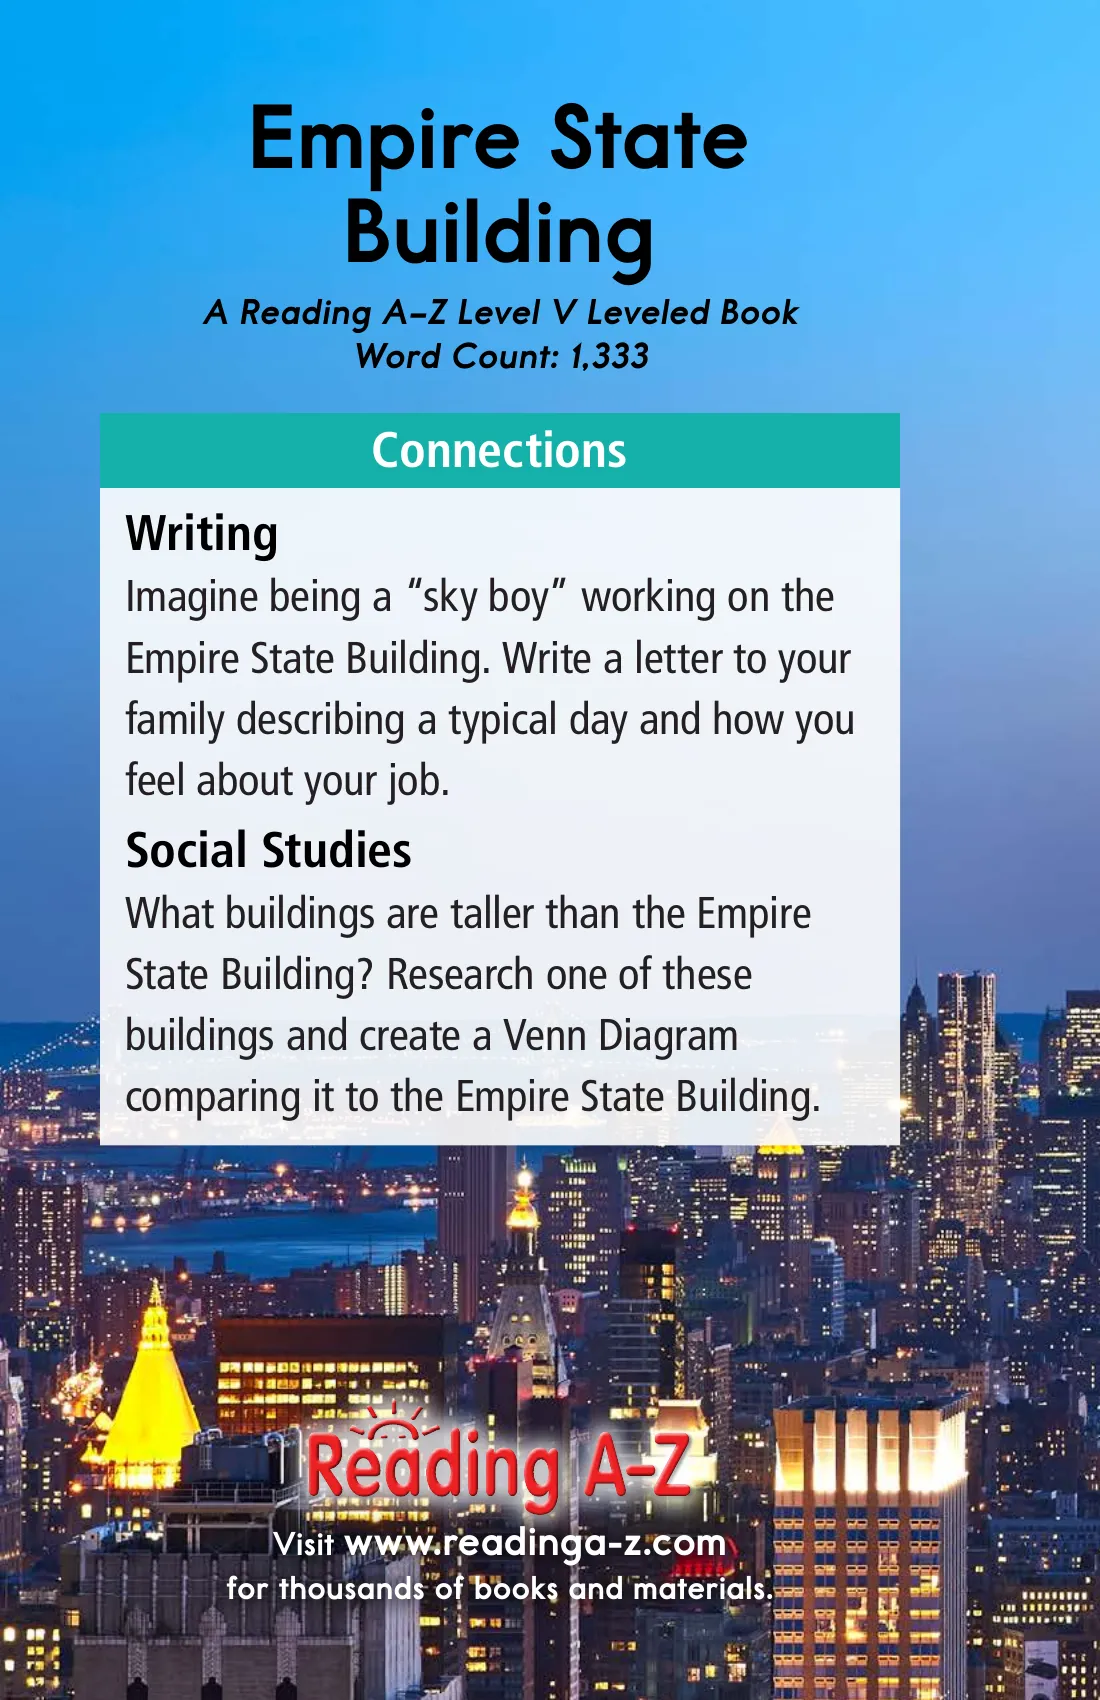 Empire State
Building
A Reading A–Z Level V Leveled Book
Word Count: 1,333
Connections
Writing
Imagine being a “sky boy” working on the
Empire State Building. Write a letter to your
family describing a typical day and how you
feel about your job.
Social Studies
What buildings are taller than the Empire
State Building? Research one of these
buildings and create a Venn Diagram
comparing it to the Empire State Building.
Reading A–Z
Visit www.readinga-z.com
for thousands of books and materials.